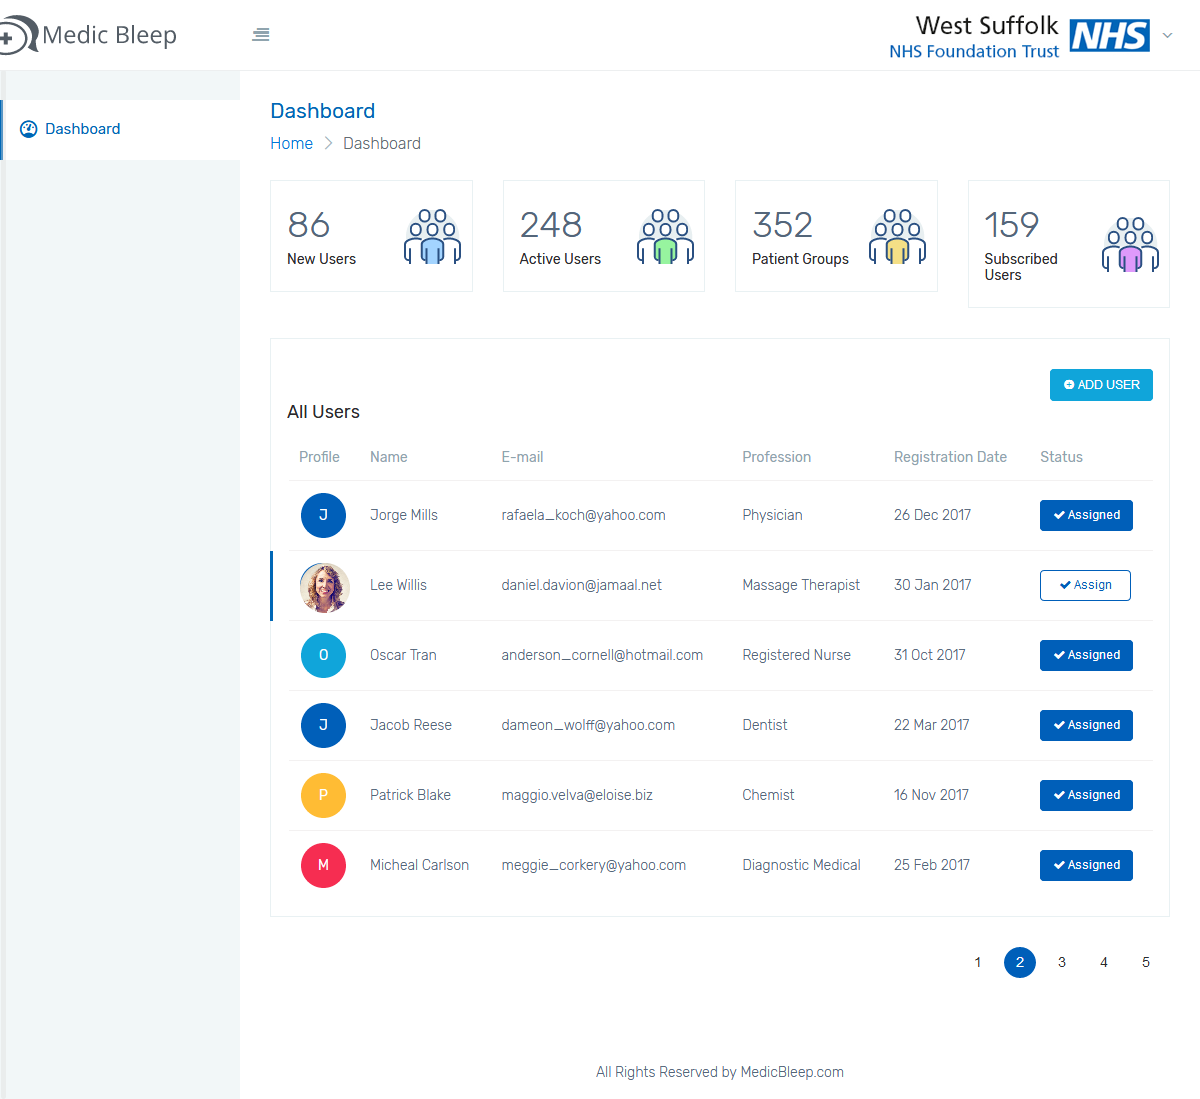 Medic Bleep
West Suffolk
NHS Foundation Trust
NHS
Dashboard
Dashboard
Home Dashboard
86
New Users
248
Active Users
352
Patient Groups
159
Subscribed
Users
ADD USER
All Users
Profile Name E-mail Profession Registration Date Status
J Jorge Mills rafaela_koch@yahoo.com Physician 26 Dec 2017 Assigned
Lee Willis daniel.davion@jamaal.net Massage Therapist 30 Jan 2017 Assign
O Oscar Tran anderson_cornell@hotmail.com Registered Nurse 31 Oct 2017 Assigned
J Jacob Reese dameon_wolff@yahoo.com Dentist 22 Mar 2017 Assigned
P Patrick Blake maggio.velva@eloise.biz Chemist 16 Nov 2017 Assigned
M Micheal Carlson meggie_corkery@yahoo.com Diagnostic Medical 25 Feb 2017 Assigned
1 2 3 4 5
All Rights Reserved by MedicBleep.com